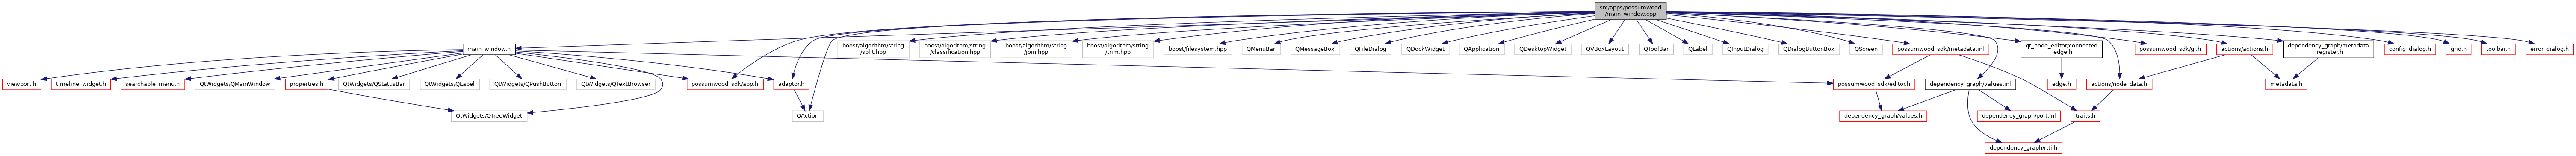 src/apps/possumwood
/main_window.cpp
main_window.h
boost/algorithm/string
/split.hpp
boost/algorithm/string
/classification.hpp
boost/algorithm/string
/join.hpp
boost/algorithm/string
/trim.hpp
boost/filesystem.hpp
QMenuBar
QMessageBox
QFileDialog
QDockWidget
QApplication
QDesktopWidget
QVBoxLayout
QToolBar
QLabel
QInputDialog
QDialogButtonBox
QScreen
possumwood_sdk/metadata.inl
qt_node_editor/connected
_edge.h
possumwood_sdk/gl.h
actions/actions.h
dependency_graph/metadata
_register.h
config_dialog.h
grid.h
toolbar.h
error_dialog.h
viewport.h
timeline_widget.h
searchable_menu.h
QtWidgets/QMainWindow
properties.h
QtWidgets/QStatusBar
QtWidgets/QLabel
QtWidgets/QPushButton
QtWidgets/QTextBrowser
possumwood_sdk/app.h
adaptor.h
possumwood_sdk/editor.h
dependency_graph/values.inl
edge.h
actions/node_data.h
metadata.h
QtWidgets/QTreeWidget
QAction
dependency_graph/values.h
dependency_graph/port.inl
traits.h
dependency_graph/rtti.h